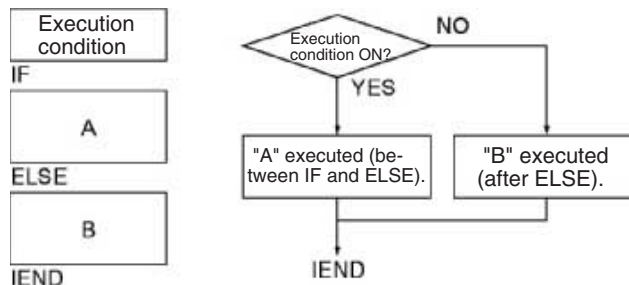 Execution
condition
IF
A
ELSE
B
IEND
Execution
condition ON?
NO
YES
"A" executed (be-
tween IF and ELSE).
"B" executed
(after ELSE).
IEND